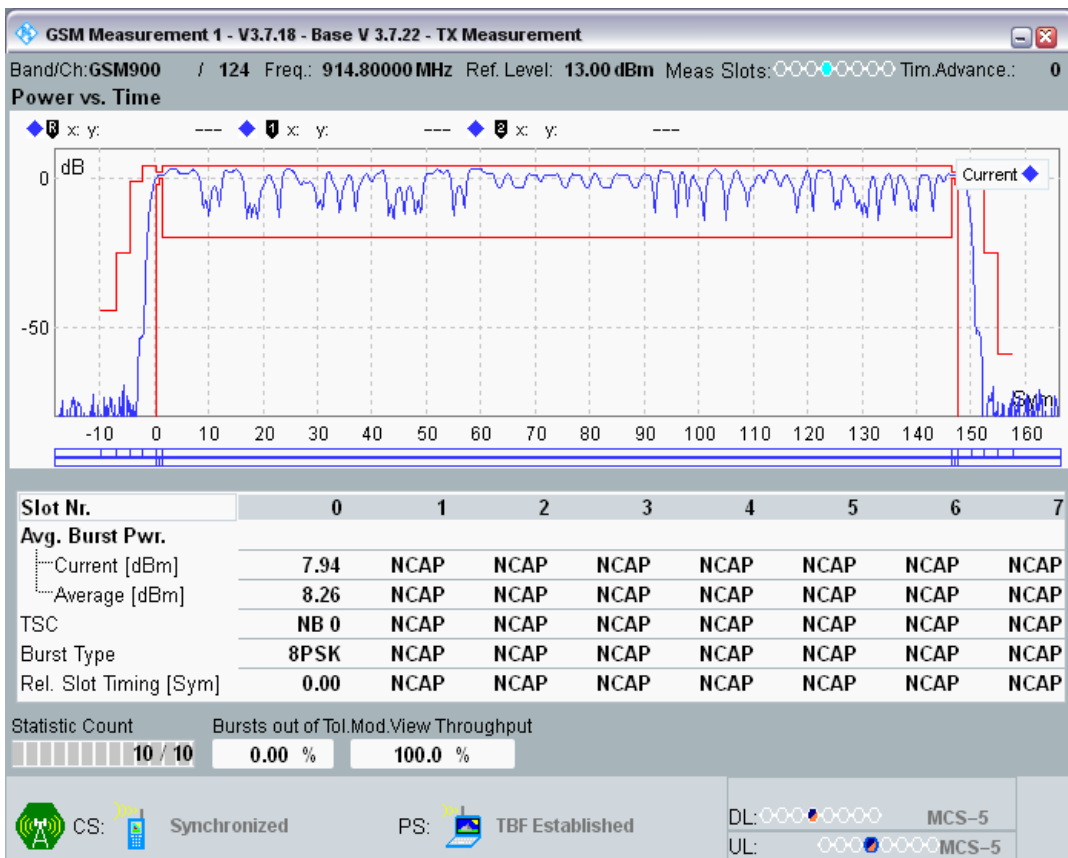 GSM Measurement 1 - V3.7.18 - Base V 3.7.22 - TX Measurement
Band/Ch:GSM900 / 124 Freq.: 914.80000 MHz Ref. Level: 13.00 dBm Meas Slots: Tim.Advance.: 0
Power vs. Time
R x: y: --- 1 x: y: --- 2 x: y: ---
dB
Current
0
-50
Sym
-10 0 10 20 30 40 50 60 70 80 90 100 110 120 130 140 150 160
Slot Nr. 0 1 2 3 4 5 6 7
Avg. Burst Pwr.
Current [dBm] 7.94 NCAP NCAP NCAP NCAP NCAP NCAP NCAP
Average [dBm] 8.26 NCAP NCAP NCAP NCAP NCAP NCAP NCAP
TSC NB 0 NCAP NCAP NCAP NCAP NCAP NCAP NCAP
Burst Type 8PSK NCAP NCAP NCAP NCAP NCAP NCAP NCAP
Rel. Slot Timing [Sym] 0.00 NCAP NCAP NCAP NCAP NCAP NCAP NCAP
Statistic Count Bursts out of Tol.Mod.View Throughput
10 / 10 0.00 % 100.0 %
CS: Synchronized PS: TBF Established
DL: MCS-5
UL: MCS-5